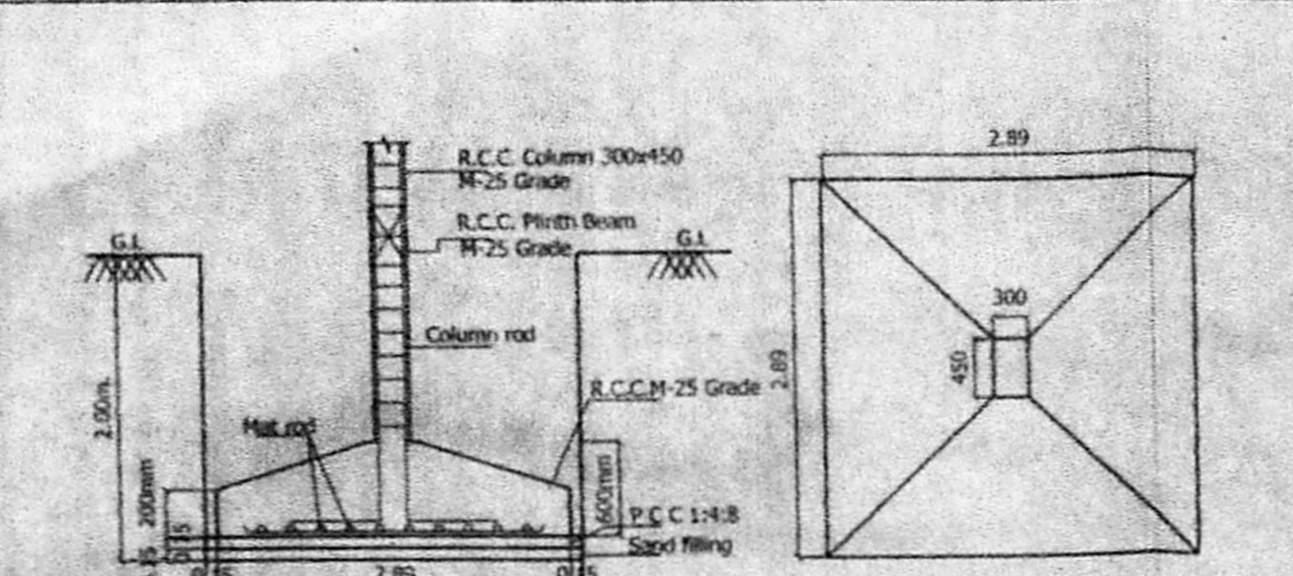 2.89
R.C.C. Column 300x450
M-25 Grade
R.C.C. Plinth Beam
M-25 Grade
G.L
G.L
300
Column rod
450
2.89
R.C.C.M-25 Grade
2.00m.
Mat rod
200mm
600mm
P C C 1:4:8
Sand filling
2.89